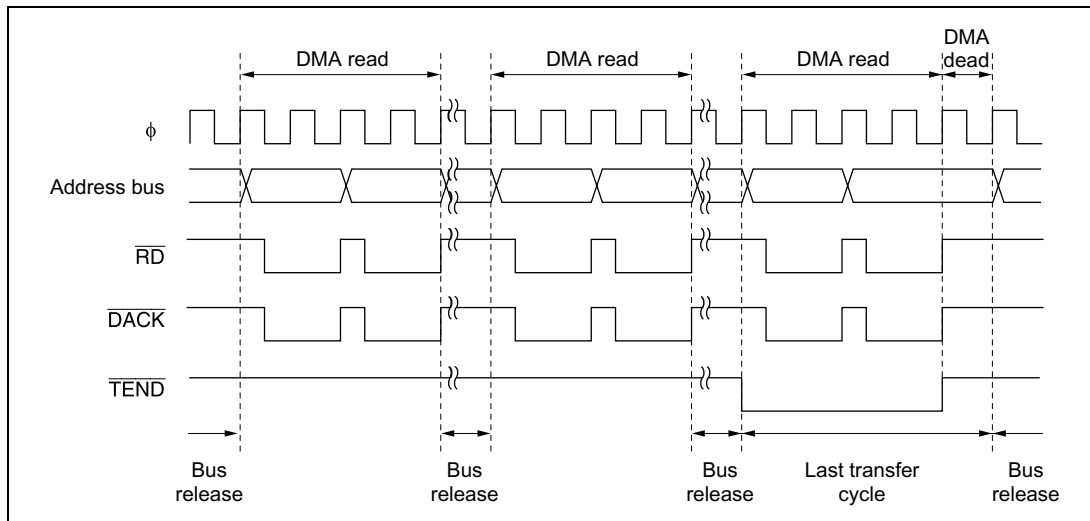 DMA
dead
DMA read
DMA read
DMA read
ϕ
Address bus
RD
DACK
TEND
Bus
release
Bus
release
Bus
release
Last transfer
cycle
Bus
release